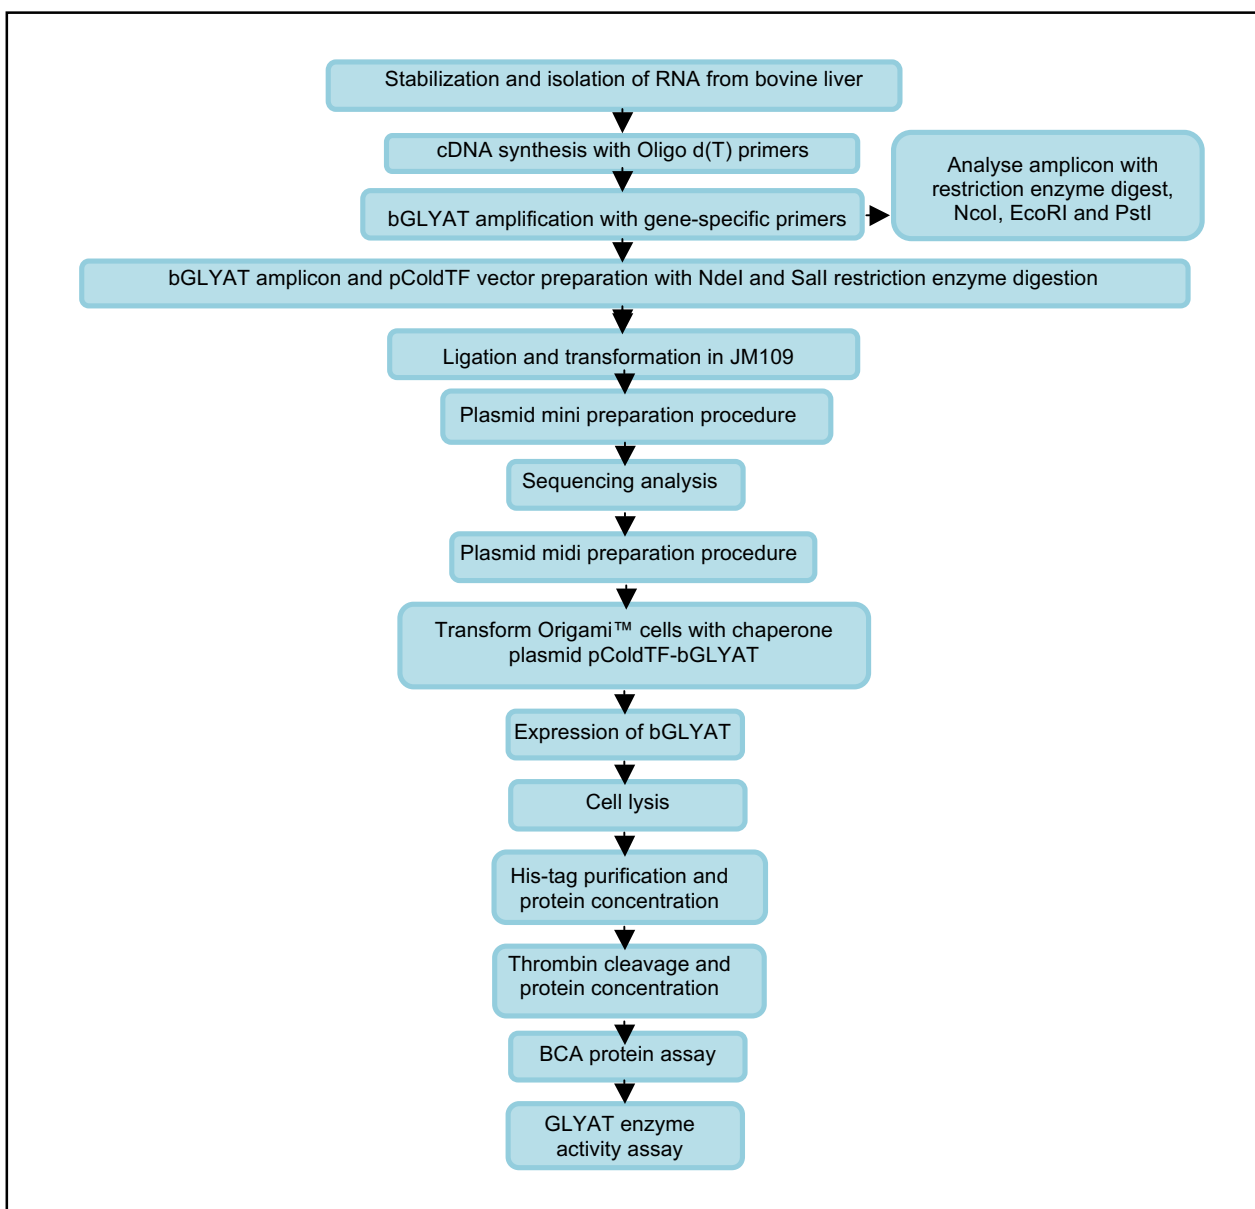 Stabilization and isolation of RNA from bovine liver
cDNA synthesis with Oligo d(T) primers
bGLYAT amplification with gene-specific primers
Analyse amplicon with
restriction enzyme digest,
NcoI, EcoRI and PstI
bGLYAT amplicon and pColdTF vector preparation with NdeI and SalI restriction enzyme digestion
Ligation and transformation in JM109
Plasmid mini preparation procedure
Sequencing analysis
Plasmid midi preparation procedure
Transform Origami™ cells with chaperone
plasmid pColdTF-bGLYAT
Expression of bGLYAT
Cell lysis
His-tag purification and
protein concentration
Thrombin cleavage and
protein concentration
BCA protein assay
GLYAT enzyme
activity assay